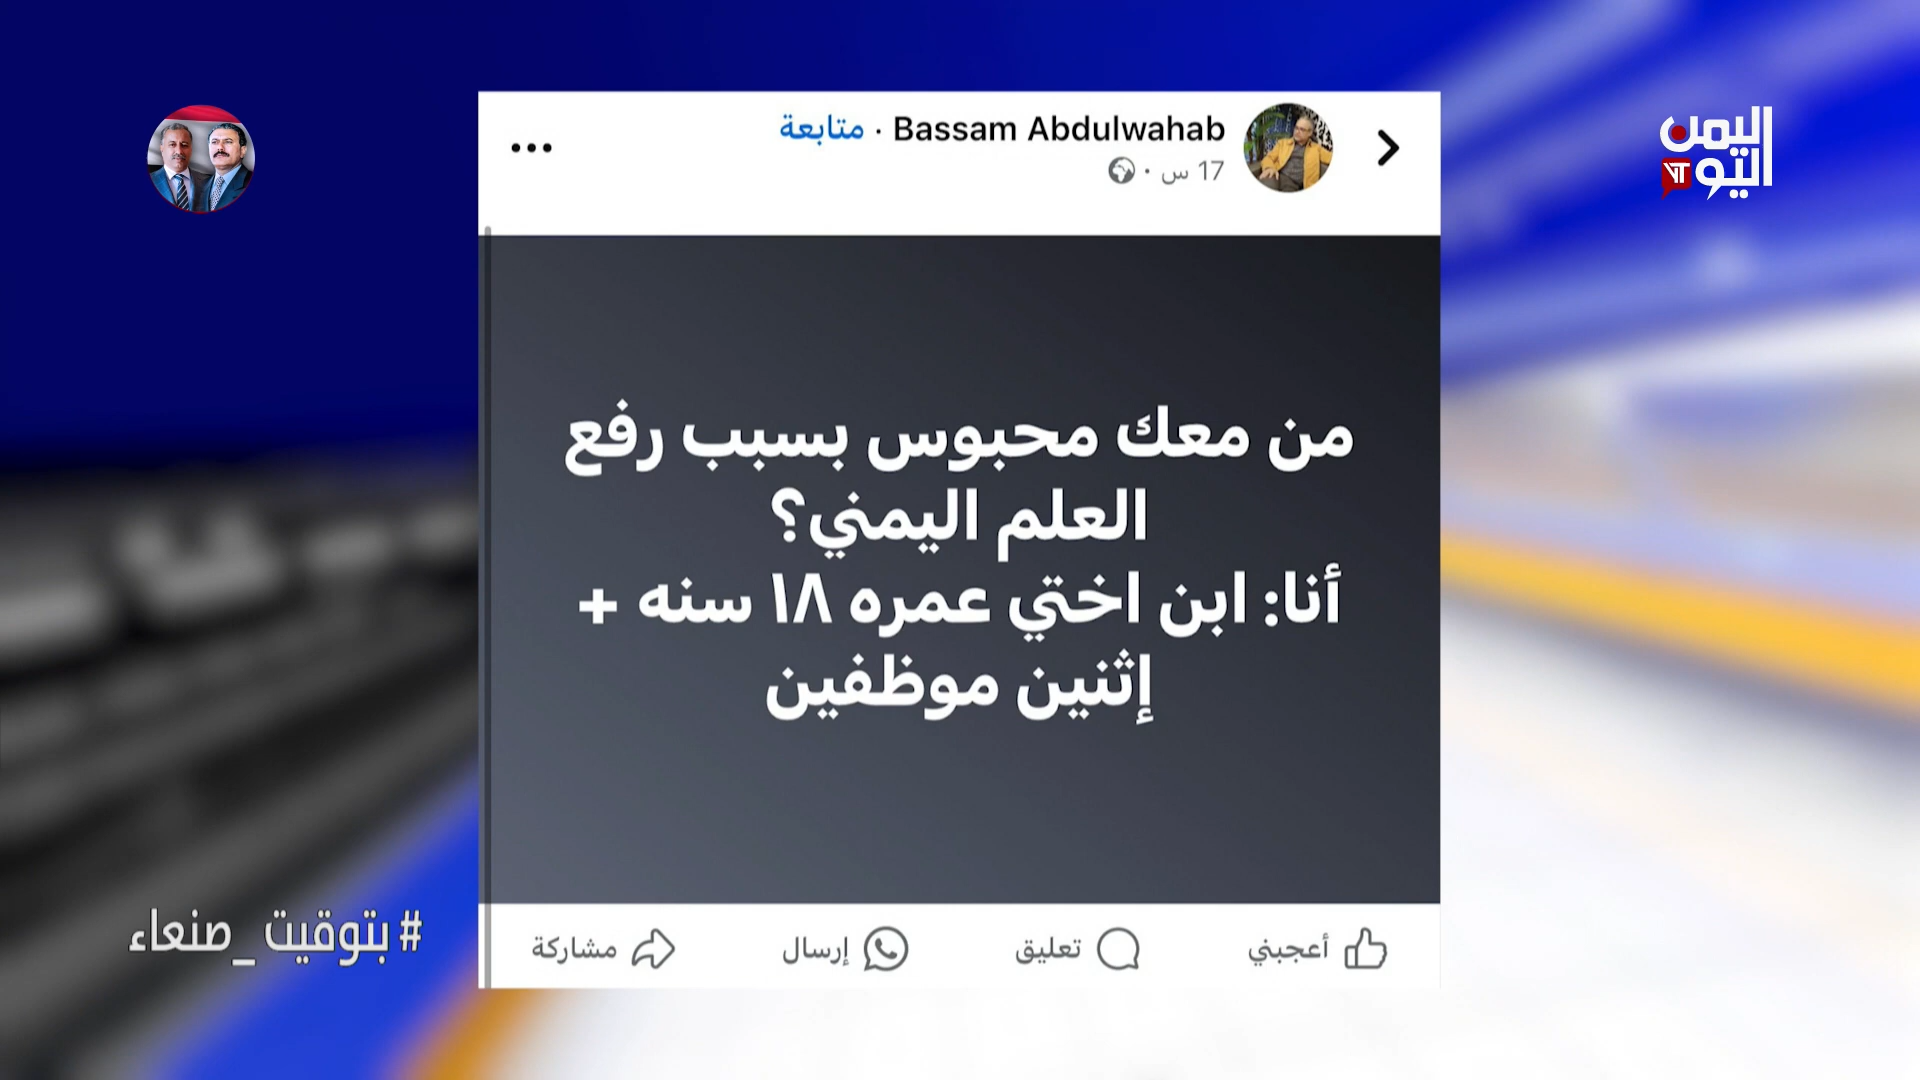 اليمن
اليوم
YT
Bassam Abdulwahab · متابعة
17 س ·
من معك محبوس بسبب رفع
العلم اليمني؟
أنا: ابن اختي عمره ١٨ سنه +
إثنين موظفين
أعجبني
تعليق
إرسال
مشاركة
#بتوقيت_صنعاء